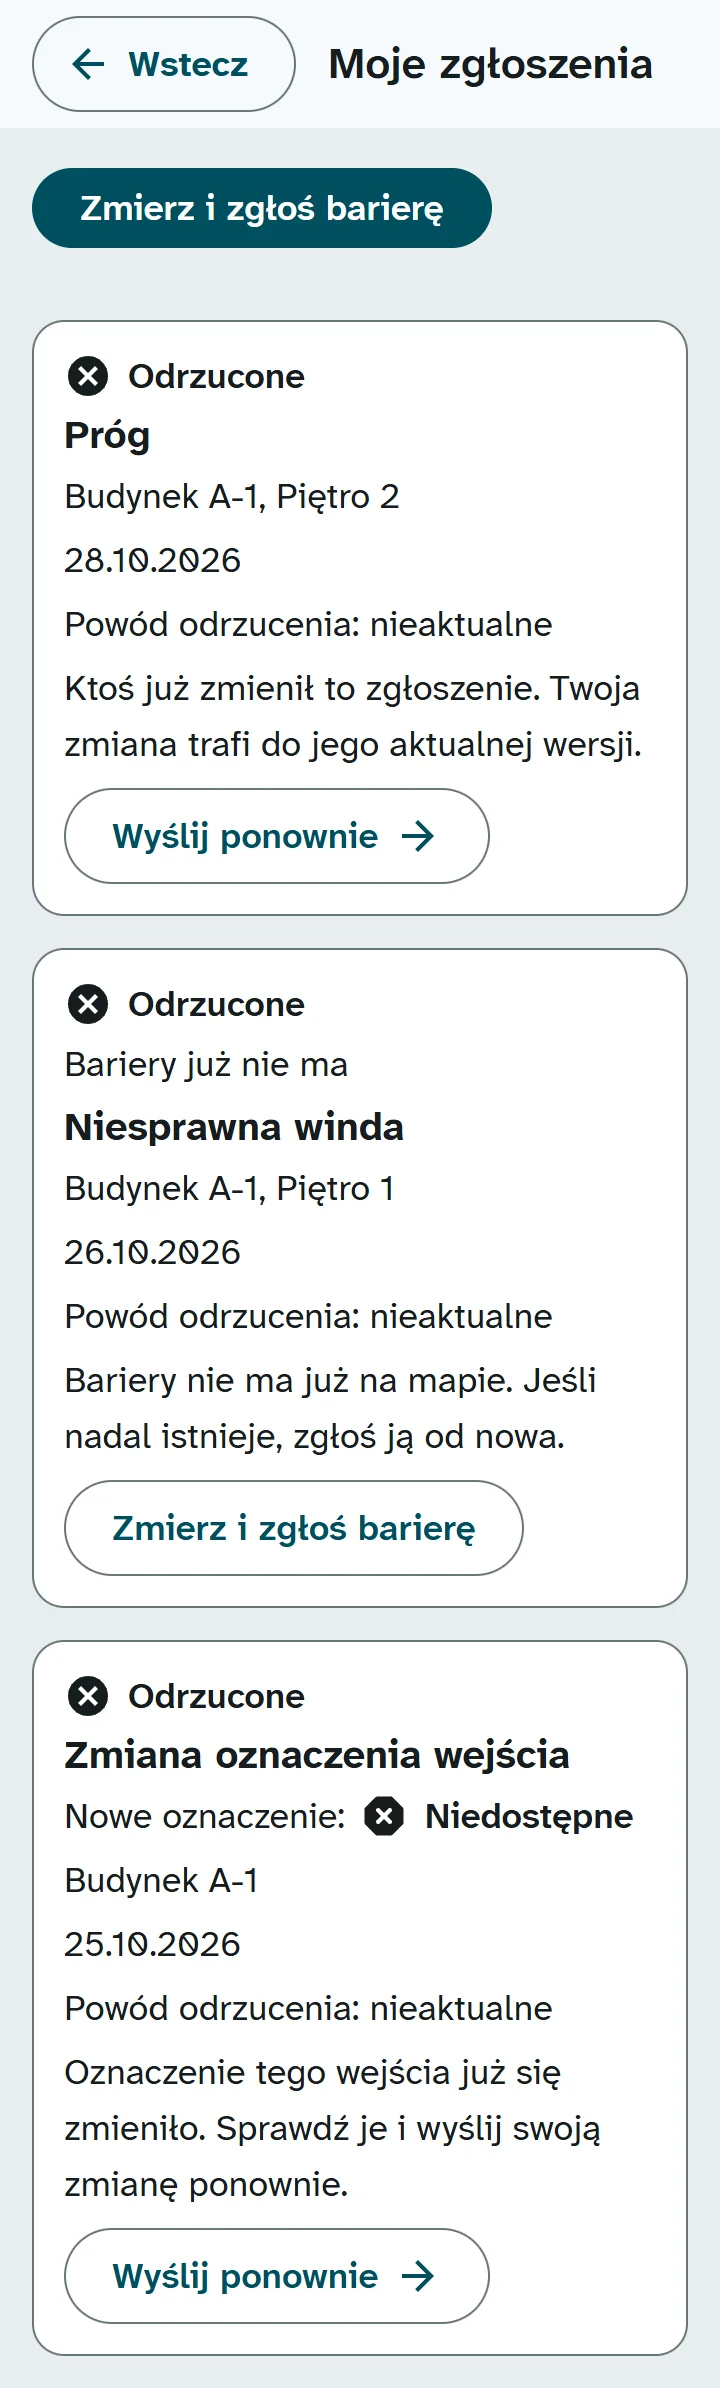 Wstecz
Moje zgłoszenia
Zmierz i zgłoś barierę
Odrzucone
Próg
Budynek A-1, Piętro 2
28.10.2026
Powód odrzucenia: nieaktualne
Ktoś już zmienił to zgłoszenie. Twoja
zmiana trafi do jego aktualnej wersji.
Wyślij ponownie
Odrzucone
Bariery już nie ma
Niesprawna winda
Budynek A-1, Piętro 1
26.10.2026
Powód odrzucenia: nieaktualne
Bariery nie ma już na mapie. Jeśli
nadal istnieje, zgłoś ją od nowa.
Zmierz i zgłoś barierę
Odrzucone
Zmiana oznaczenia wejścia
Nowe oznaczenie: Niedostępne
Budynek A-1
25.10.2026
Powód odrzucenia: nieaktualne
Oznaczenie tego wejścia już się
zmieniło. Sprawdź je i wyślij swoją
zmianę ponownie.
Wyślij ponownie